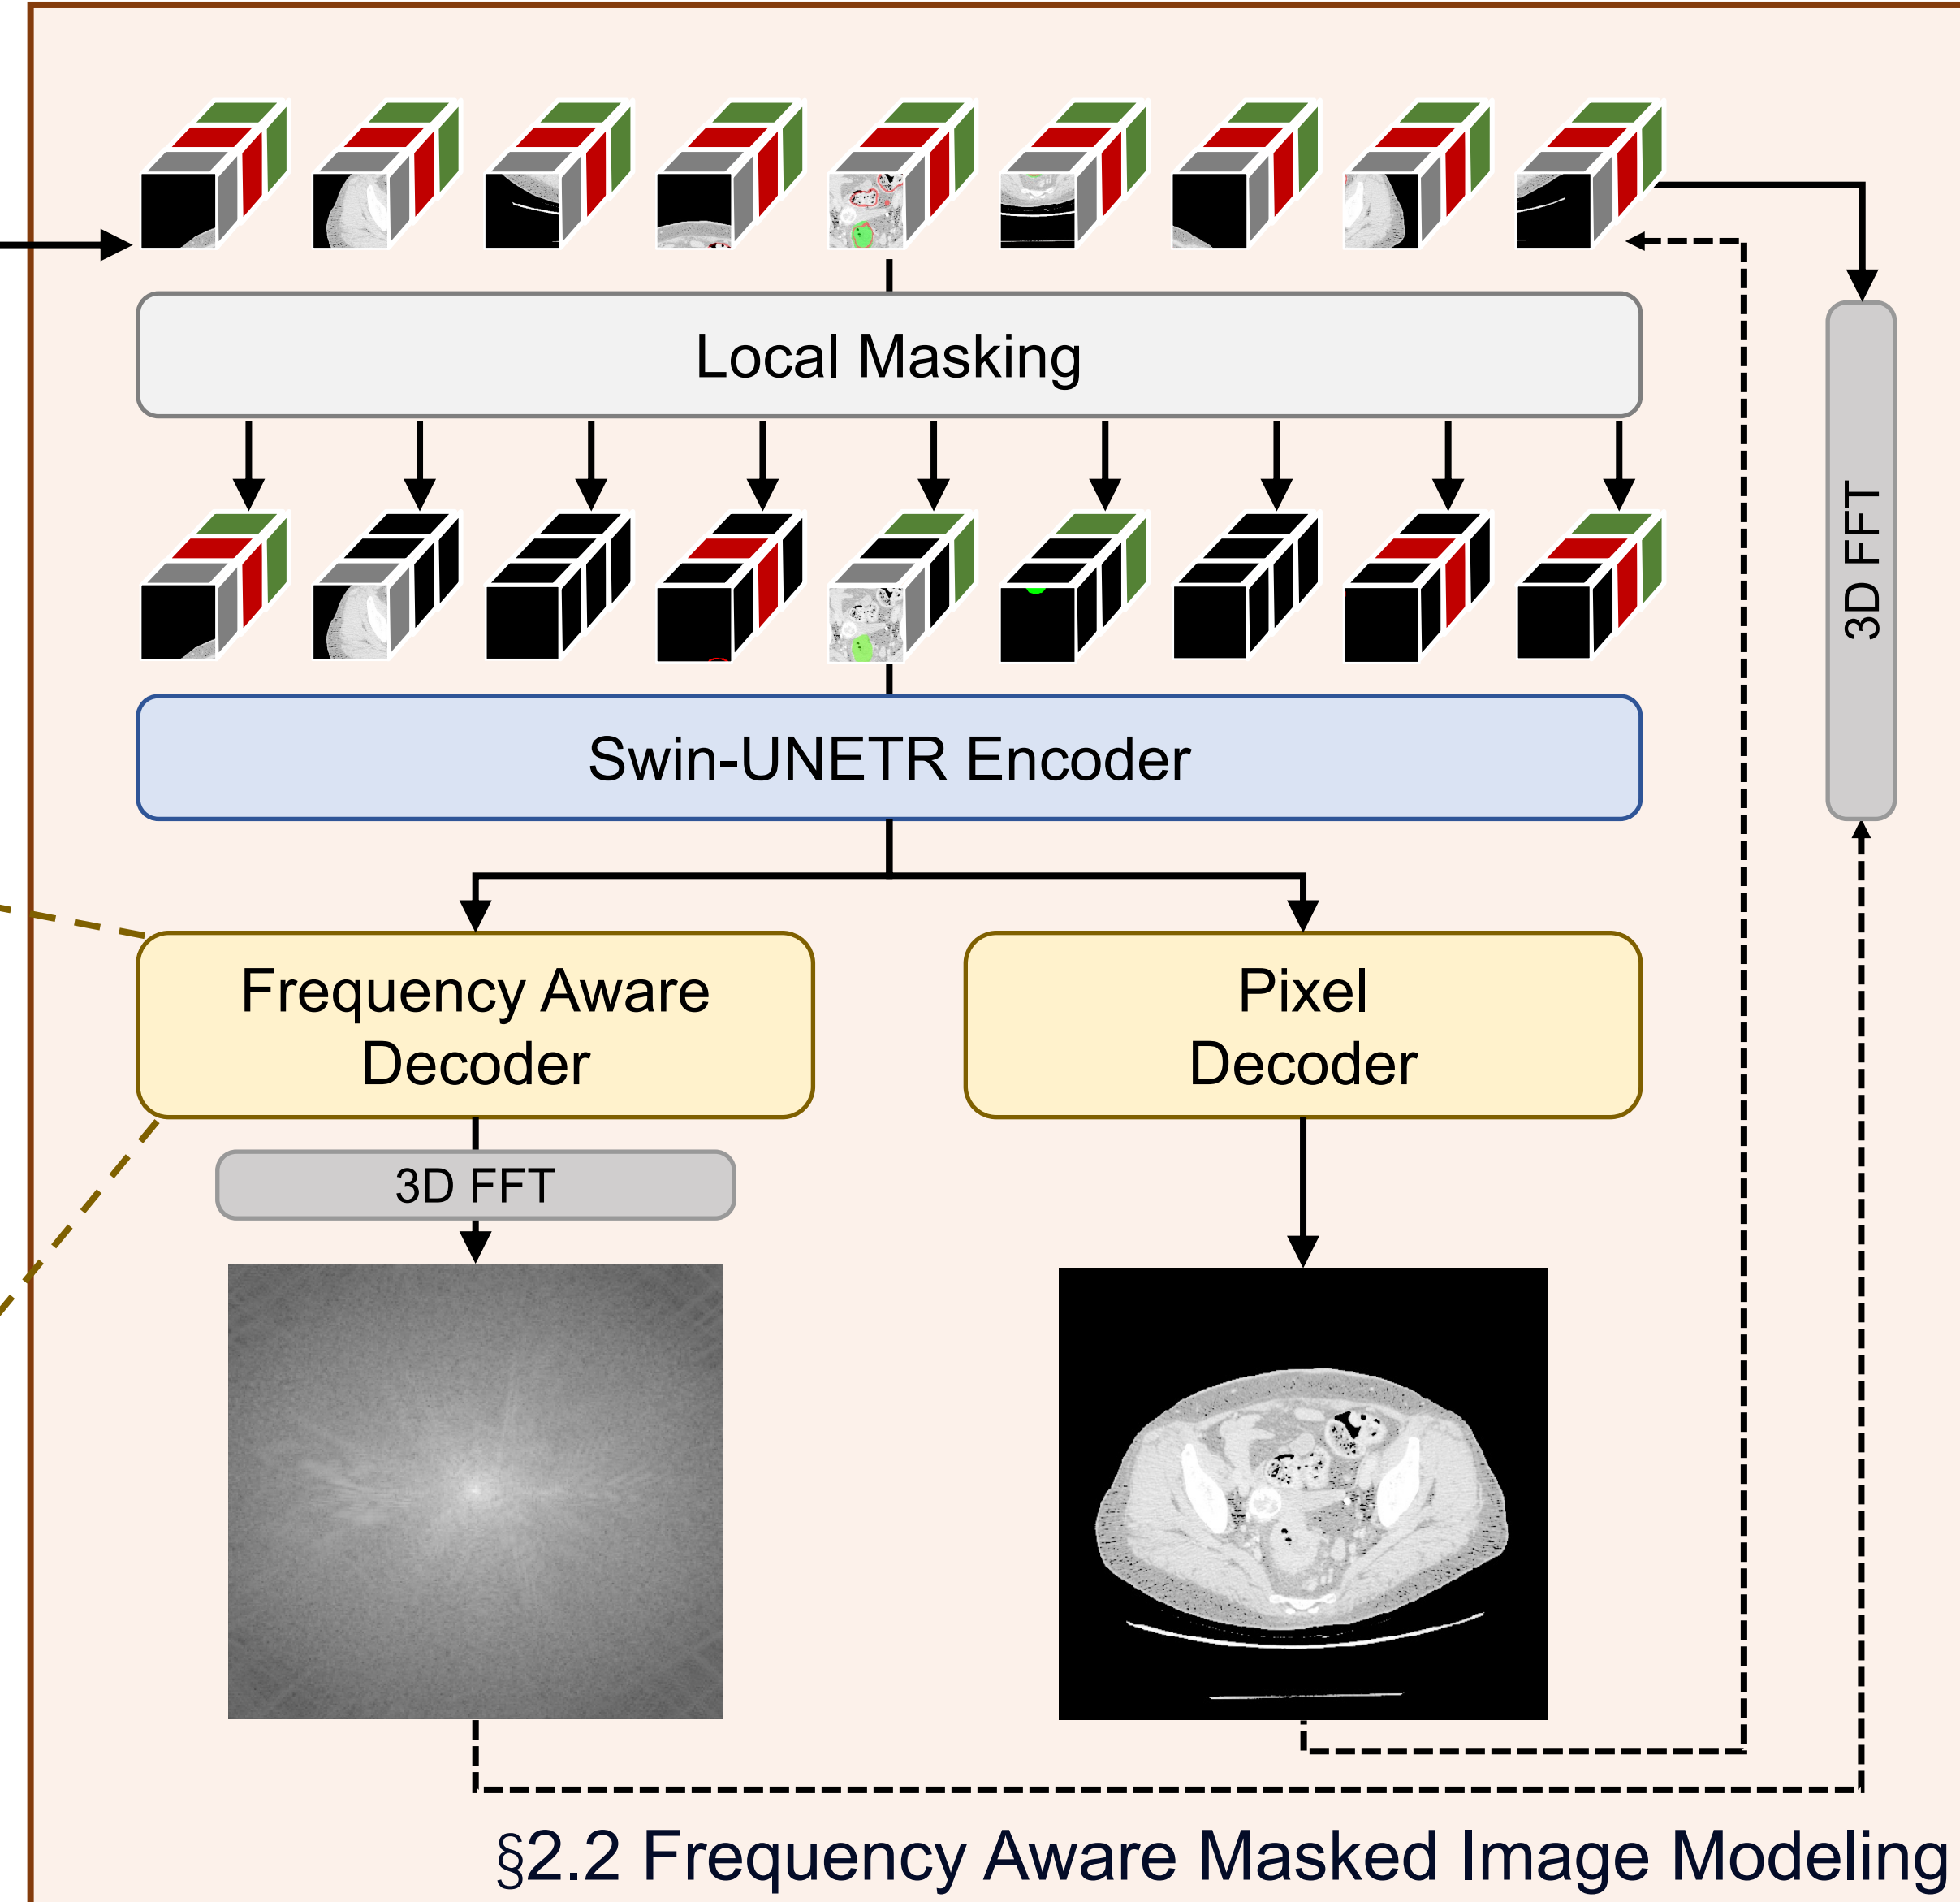 Local Masking
3D FFT
Swin-UNETR Encoder
Frequency Aware
Decoder
Pixel
Decoder
3D FFT
§2.2 Frequency Aware Masked Image Modeling